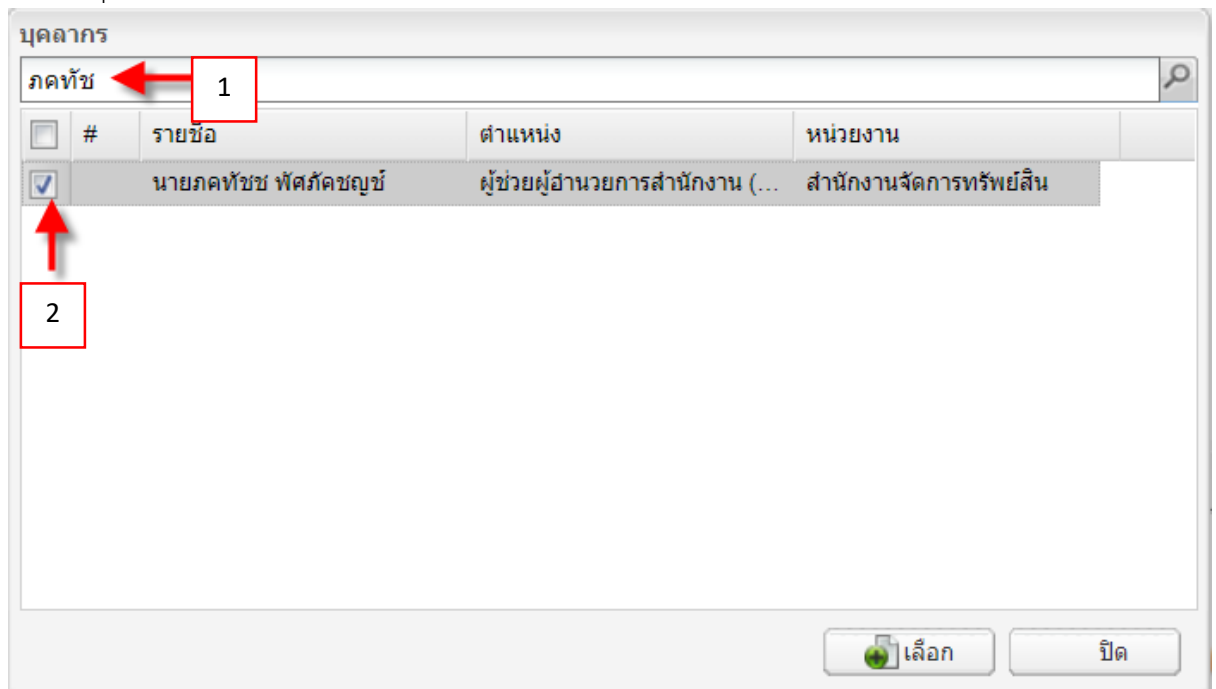 บุคลากร
ภคทัช
1
# รายชื่อ ตำแหน่ง หน่วยงาน
นายภคทัชช พัศภัคชญช์ ผู้ช่วยผู้อำนวยการสำนักงาน (... สำนักงานจัดการทรัพย์สิน
2
เลือก ปิด